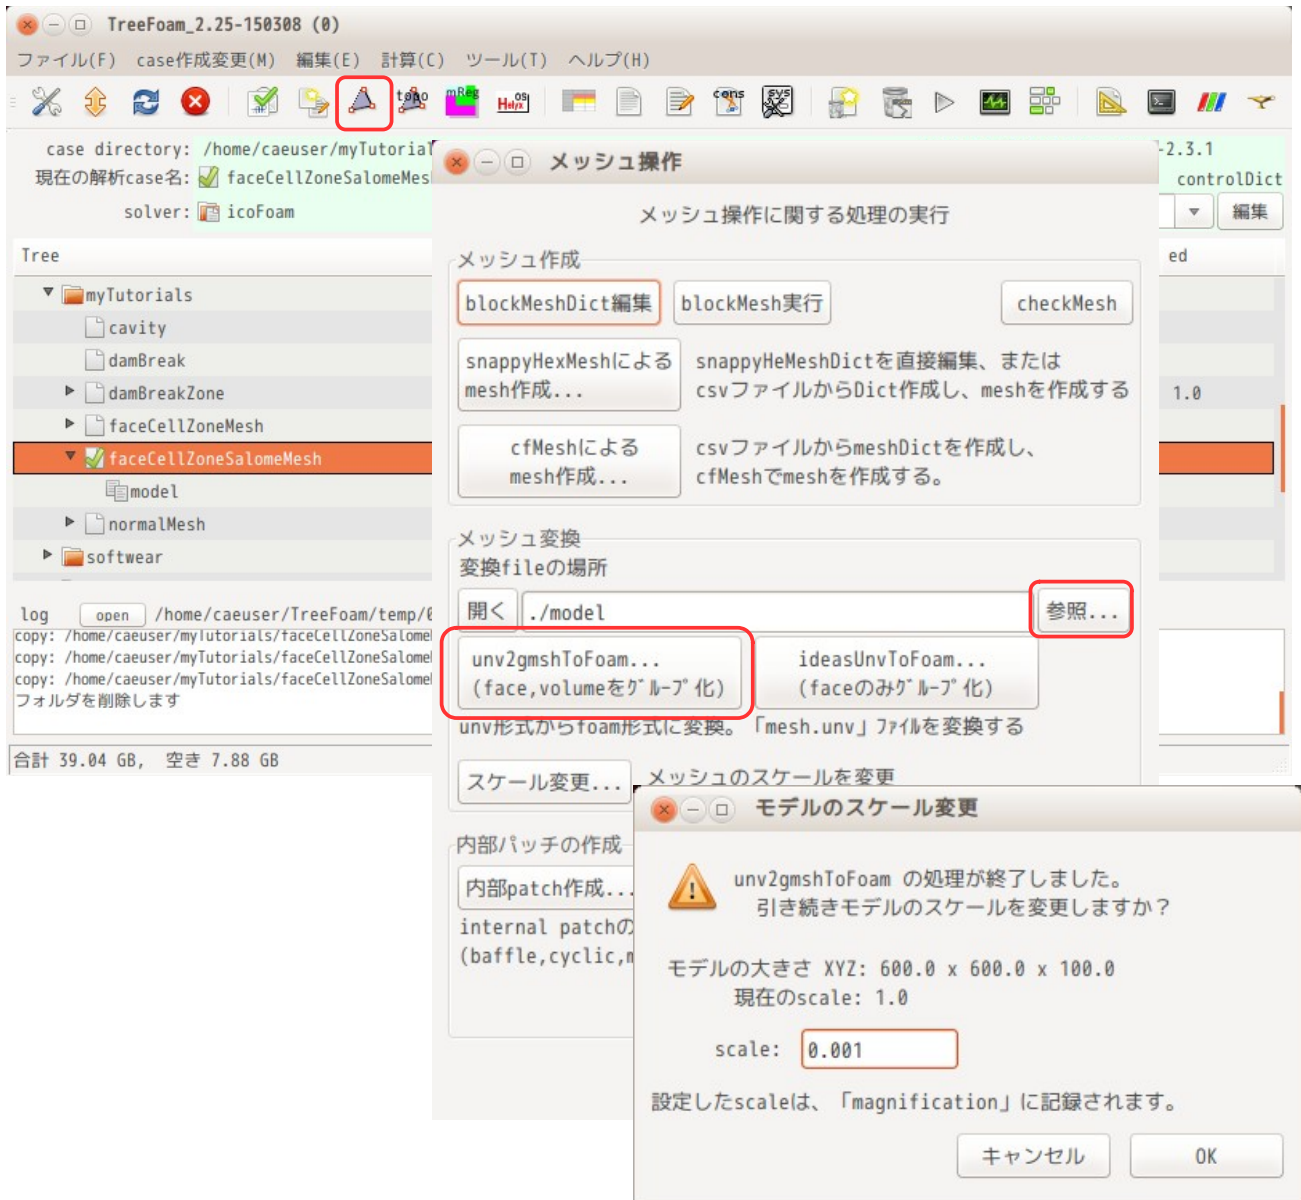 TreeFoam_2.25-150308 (0)
ファイル(F) case作成変更(M) 編集(E) 計算(C) ツール(T) ヘルプ(H)
topo mReg OS Helyx cons sys
case directory: /home/caeuser/myTutorial
-2.3.1
現在の解析case名: faceCellZoneSalomeMes
controlDict
solver: icoFoam
編集
Tree
ed
myTutorials
cavity
damBreak
damBreakZone
1.0
faceCellZoneMesh
faceCellZoneSalomeMesh
model
normalMesh
softwear
log open /home/caeuser/TreeFoam/temp/0
copy: /home/caeuser/myTutorials/faceCellZoneSalome
copy: /home/caeuser/myTutorials/faceCellZoneSalome
copy: /home/caeuser/myTutorials/faceCellZoneSalome
フォルダを削除します
合計 39.04 GB, 空き 7.88 GB
メッシュ操作
メッシュ操作に関する処理の実行
メッシュ作成
blockMeshDict編集 blockMesh実行 checkMesh
snappyHexMeshによる
mesh作成...
snappyHeMeshDictを直接編集、または
csvファイルからDict作成し、meshを作成する
cfMeshによる
mesh作成...
csvファイルからmeshDictを作成し、
cfMeshでmeshを作成する。
メッシュ変換
変換fileの場所
開く ./model 参照...
unv2gmshToFoam...
(face,volumeをｸﾞﾙｰﾌﾟ化)
ideasUnvToFoam...
(faceのみｸﾞﾙｰﾌﾟ化)
unv形式からfoam形式に変換。「mesh.unv」ﾌｧｲﾙを変換する
スケール変更... メッシュのスケールを変更
内部パッチの作成
内部patch作成...
internal patchの
(baffle,cyclic,m
モデルのスケール変更
unv2gmshToFoam の処理が終了しました。
引き続きモデルのスケールを変更しますか？
モデルの大きさ XYZ: 600.0 x 600.0 x 100.0
現在のscale: 1.0
scale: 0.001
設定したscaleは、「magnification」に記録されます。
キャンセル OK